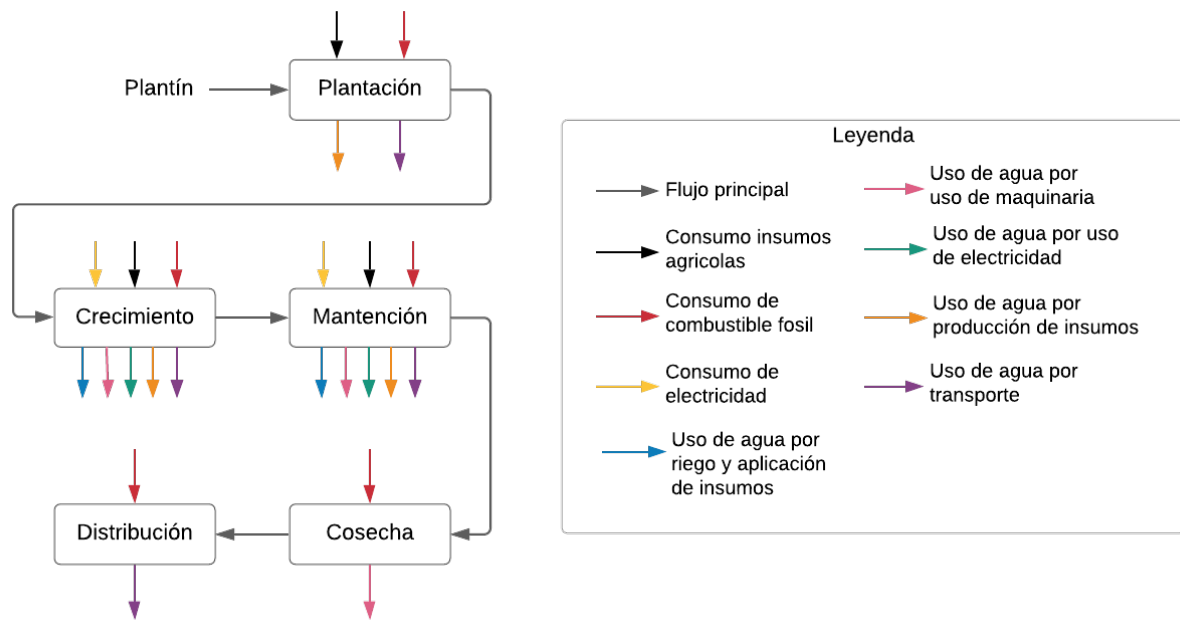 Plantín
Plantación
Crecimiento
Mantención
Distribución
Cosecha
Leyenda
Flujo principal
Consumo insumos
agricolas
Consumo de
combustible fosil
Consumo de
electricidad
Uso de agua por
riego y aplicación
de insumos
Uso de agua por
uso de maquinaria
Uso de agua por uso
de electricidad
Uso de agua por
producción de insumos
Uso de agua por
transporte